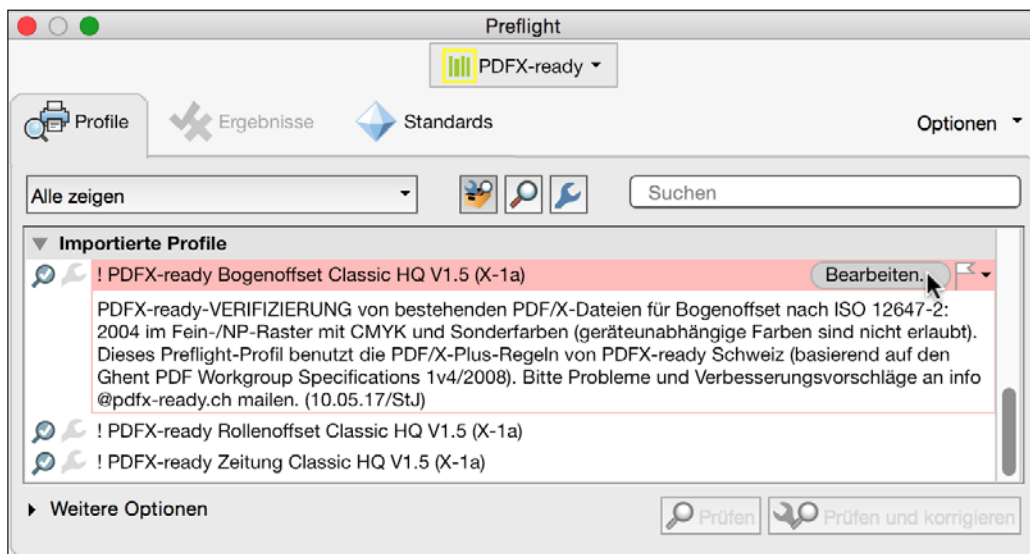 Preflight
PDFX-ready
Profile
Ergebnisse
Standards
Optionen
Alle zeigen
Suchen
Importierte Profile
! PDFX-ready Bogenoffset Classic HQ V1.5 (X-1a)
Bearbeiten...
PDFX-ready-VERIFIZIERUNG von bestehenden PDF/X-Dateien für Bogenoffset nach ISO 12647-2:
2004 im Fein-/NP-Raster mit CMYK und Sonderfarben (geräteunabhängige Farben sind nicht erlaubt).
Dieses Preflight-Profil benutzt die PDF/X-Plus-Regeln von PDFX-ready Schweiz (basierend auf den
Ghent PDF Workgroup Specifications 1v4/2008). Bitte Probleme und Verbesserungsvorschläge an info
@pdfx-ready.ch mailen. (10.05.17/StJ)
! PDFX-ready Rollenoffset Classic HQ V1.5 (X-1a)
! PDFX-ready Zeitung Classic HQ V1.5 (X-1a)
Weitere Optionen
Prüfen
Prüfen und korrigieren